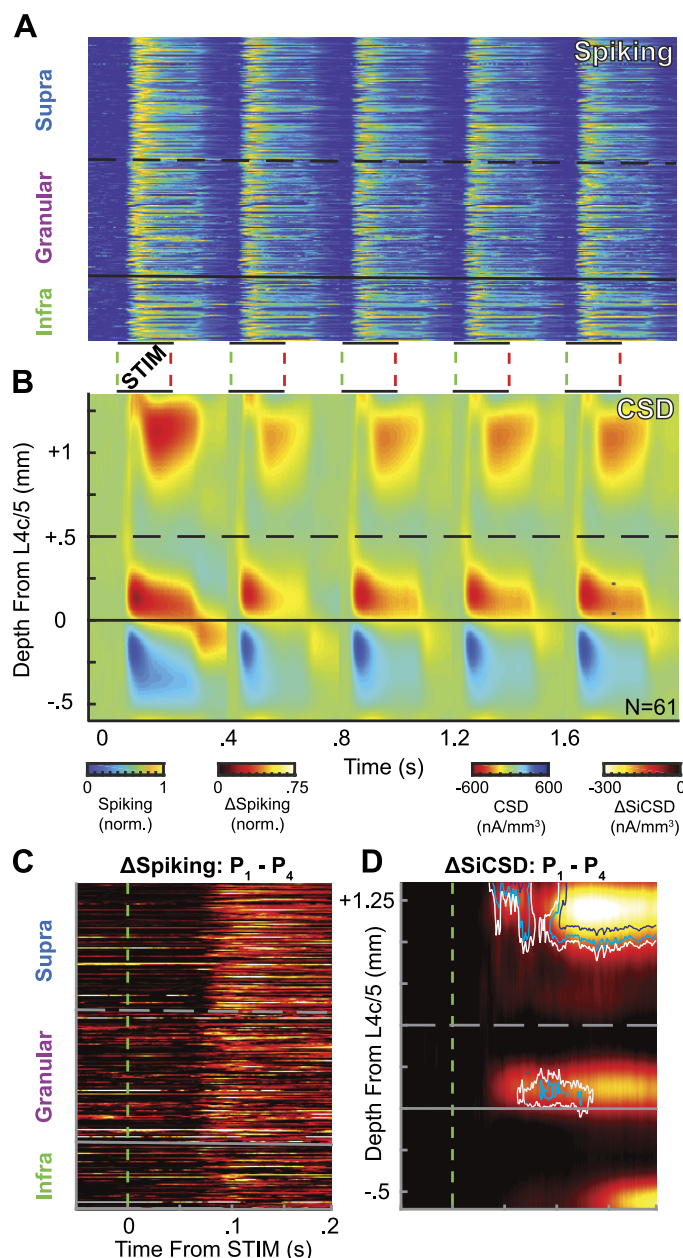 A
Spiking
Supra
Granular
Infra
STIM
B
CSD
Depth From L4c/5 (mm)
+1
+.5
0
-.5
N=61
0 .4 .8 1.2 1.6
Time (s)
0 1
Spiking
(norm.)
0 .75
ΔSpiking
(norm.)
-600 600
CSD
(nA/mm³)
-300 0
ΔSiCSD
(nA/mm³)
C
ΔSpiking: P₁ - P₄
Supra
Granular
Infra
0 .1 .2
Time From STIM (s)
D
ΔSiCSD: P₁ - P₄
+1.25
Depth From L4c/5 (mm)
-.5